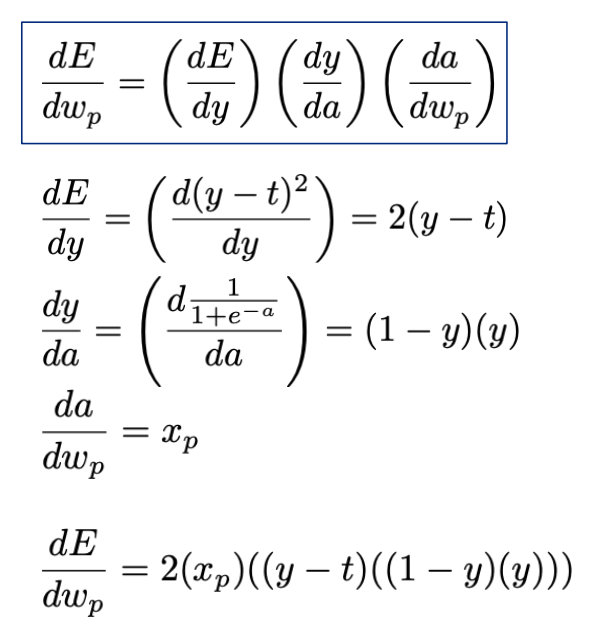 dE/dw_p = (dE/dy) (dy/da) (da/dw_p)
dE/dy = (d(y − t)²/dy) = 2(y − t)
dy/da = (d 1/(1+e^{−a})/da) = (1 − y)(y)
da/dw_p = x_p
dE/dw_p = 2(x_p)((y − t)((1 − y)(y)))